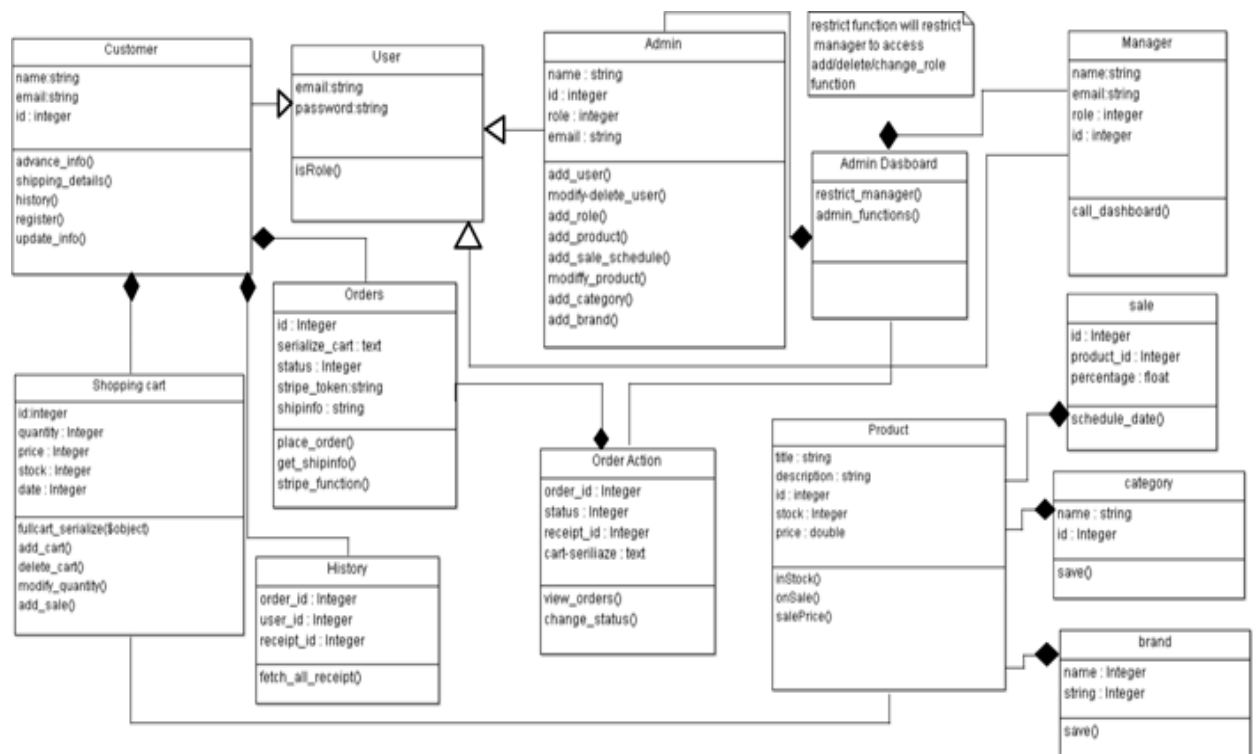 Customer
name:string
email:string
id : integer
advance_info()
shipping_details()
history()
register()
update_info()
User
email:string
password:string
isRole()
Admin
name : string
id : integer
role : integer
email : string
add_user()
modify-delete_user()
add_role()
add_product()
add_sale_schedule()
modiffy_product()
add_category()
add_brand()
restrict function will restrict
manager to access
add/delete/change_role
function
Admin Dasboard
restrict_manager()
admin_functions()
Manager
name:string
email:string
role : integer
id : integer
call_dashboard()
Orders
id : Integer
serialize_cart : text
status : Integer
stripe_token:string
shipinfo : string
place_order()
get_shipinfo()
stripe_function()
sale
id : Integer
product_id : Integer
percentage : float
schedule_date()
Shopping cart
id:integer
quantity : Integer
price : Integer
stock : Integer
date : Integer
fullcart_serialize($object)
add_cart()
delete_cart()
modify_quantity()
add_sale()
History
order_id : Integer
user_id : Integer
receipt_id : Integer
fetch_all_receipt()
Order Action
order_id : Integer
status : Integer
receipt_id : Integer
cart-seriliaze : text
view_orders()
change_status()
Product
title : string
description : string
id : integer
stock : Integer
price : double
inStock()
onSale()
salePrice()
category
name : string
id : Integer
save()
brand
name : Integer
string : Integer
save()